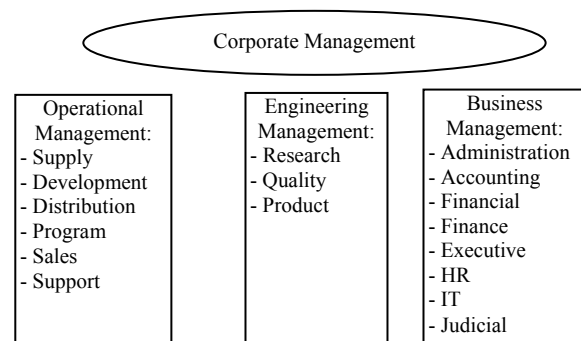 Corporate Management
Operational
Management:
- Supply
- Development
- Distribution
- Program
- Sales
- Support
Engineering
Management:
- Research
- Quality
- Product
Business
Management:
- Administration
- Accounting
- Financial
- Finance
- Executive
- HR
- IT
- Judicial